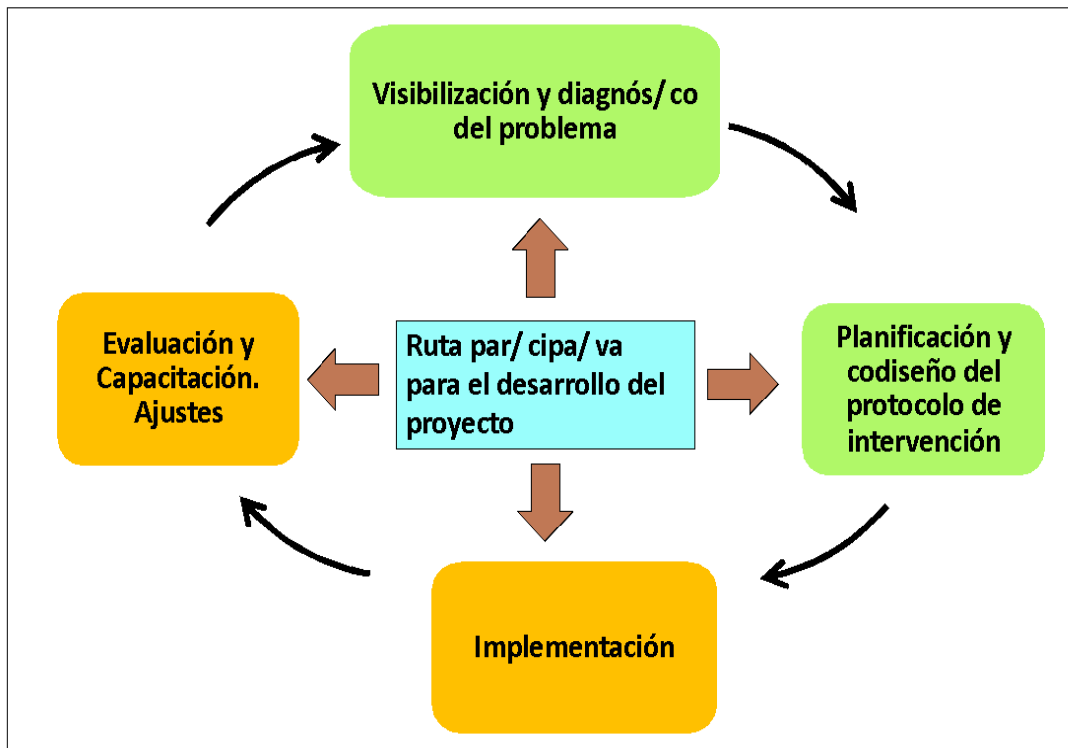 Visibilización y diagnós/ co
del problema
Evaluación y
Capacitación.
Ajustes
Ruta par/ cipa/ va
para el desarrollo del
proyecto
Planificación y
codiseño del
protocolo de
intervención
Implementación